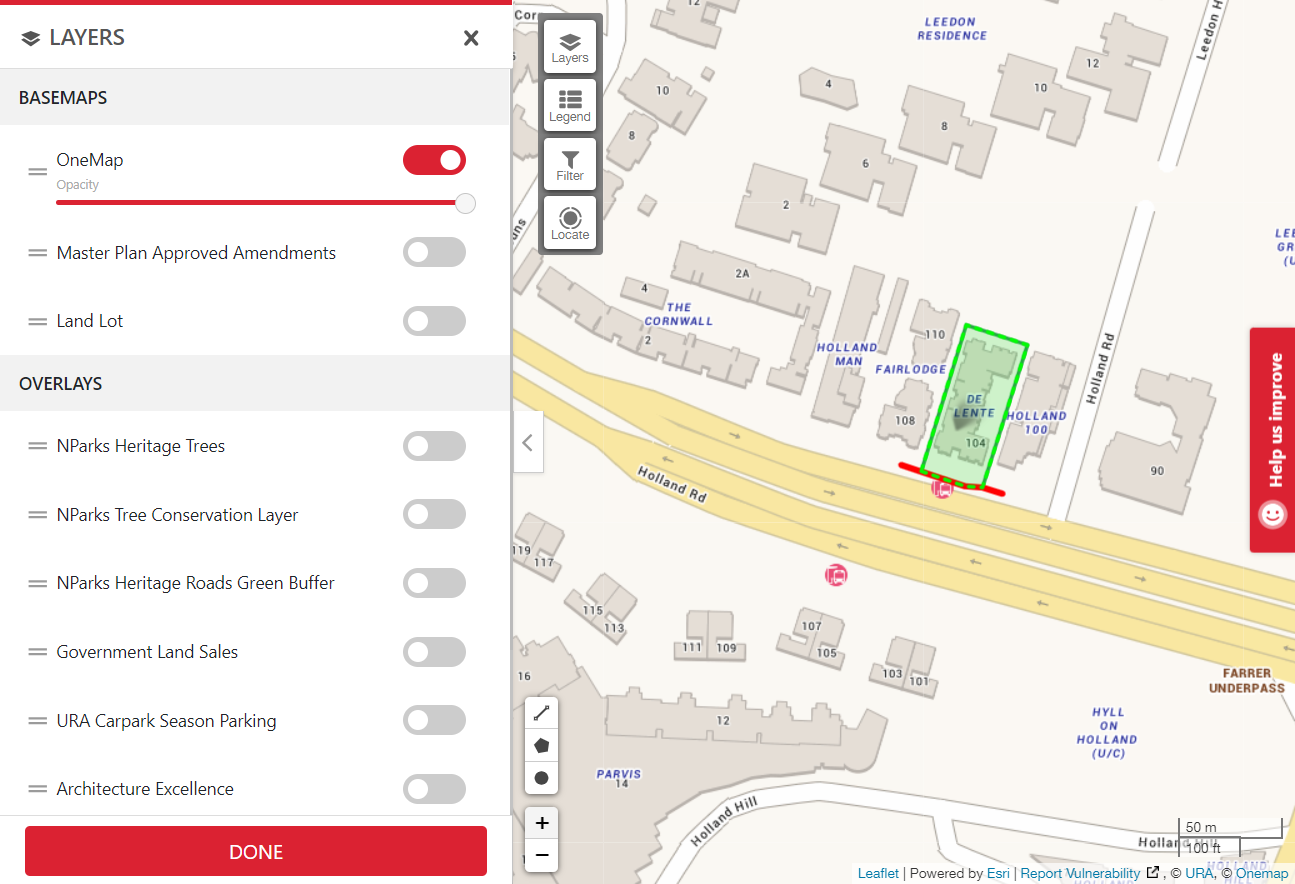 LAYERS
BASEMAPS
OneMap
Opacity
Master Plan Approved Amendments
Land Lot
OVERLAYS
NParks Heritage Trees
NParks Tree Conservation Layer
NParks Heritage Roads Green Buffer
Government Land Sales
URA Carpark Season Parking
Architecture Excellence
DONE
Layers
Legend
Filter
Locate
Cor
12
LEEDON
RESIDENCE
Leedon H
12
10
10
4
8
8
6
2
2A
4
THE
CORNWALL
2
HOLLAND
MAN
110
FAIRLODGE
108
DE
LENTE
104
HOLLAND
100
Holland Rd
90
LEE
GR
(U
Help us improve
Holland Rd
119
117
115
113
111
109
107
105
103
101
16
12
PARVIS
14
FARRER
UNDERPASS
HYLL
ON
HOLLAND
(U/C)
Holland Hill
Holland Hill
HOLLAND
HILL
+
−
50 m
100 ft
Leaflet | Powered by Esri | Report Vulnerability , © URA, © Onemap